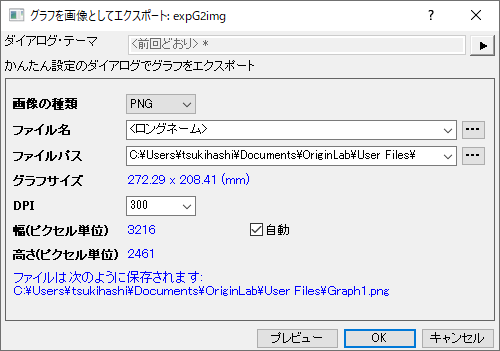 グラフを画像としてエクスポート: expG2img
ダイアログ・テーマ <前回どおり> *
かんたん設定のダイアログでグラフをエクスポート
画像の種類 PNG
ファイル名 <ロングネーム>
ファイルパス C:¥Users¥tsukihashi¥Documents¥OriginLab¥User Files¥
グラフサイズ 272.29 x 208.41 (mm)
DPI 300
幅(ピクセル単位) 3216 自動
高さ(ピクセル単位) 2461
ファイルは次のように保存されます:
C:¥Users¥tsukihashi¥Documents¥OriginLab¥User Files¥Graph1.png
プレビュー OK キャンセル